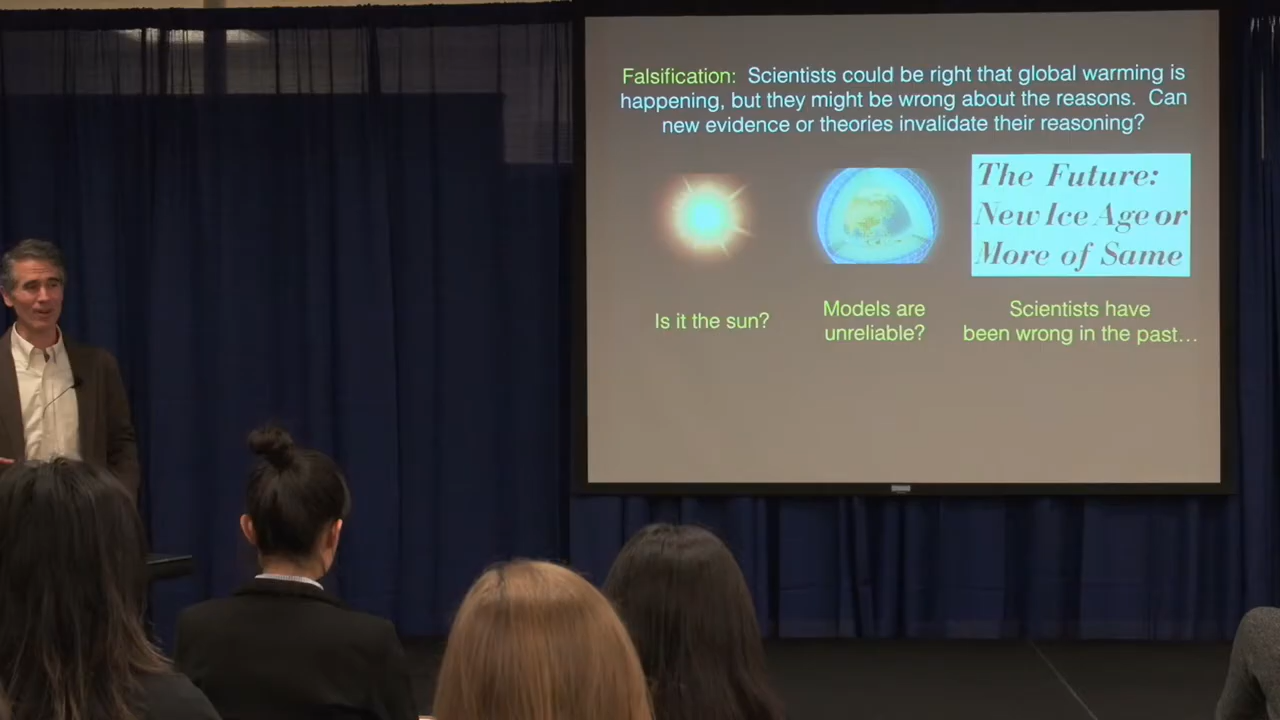 Falsification: Scientists could be right that global warming is
happening, but they might be wrong about the reasons. Can
new evidence or theories invalidate their reasoning?
The Future:
New Ice Age or
More of Same
Is it the sun?
Models are
unreliable?
Scientists have
been wrong in the past...